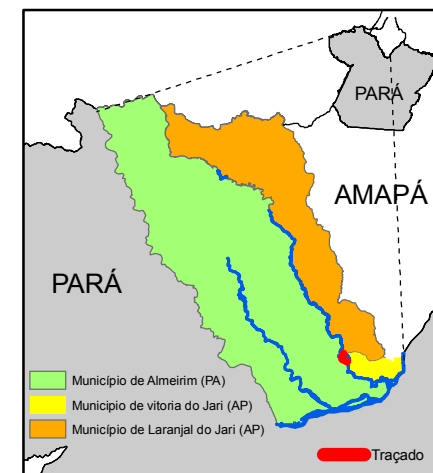 PARÁ
AMAPÁ
PARÁ
Município de Almeirim (PA)
Municipio de vitoria do Jari (AP)
Município de Laranjal do Jari (AP)
Traçado